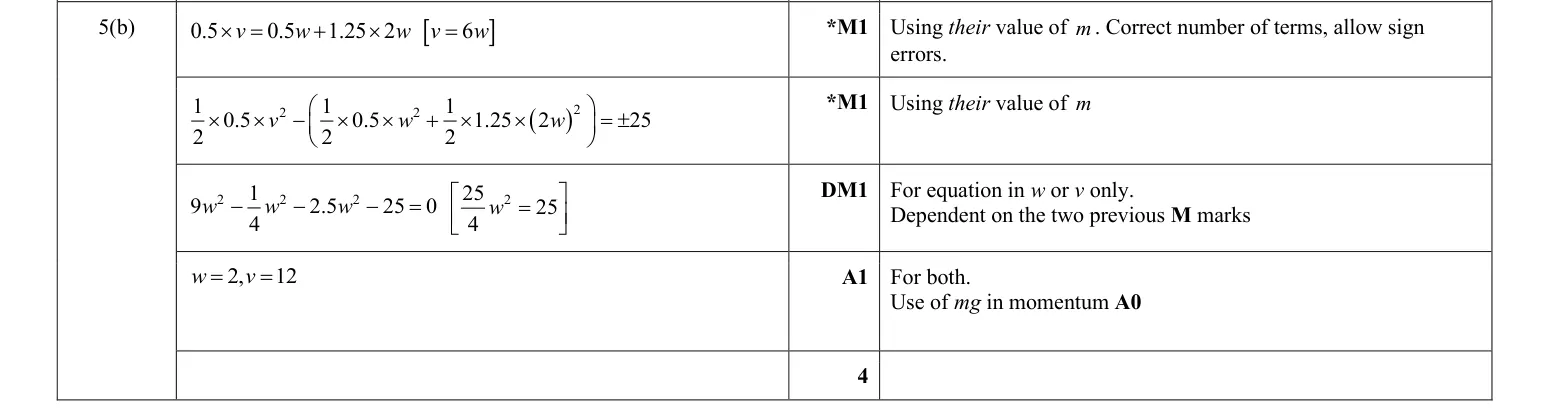 5(b) 0.5 × v = 0.5w + 1.25 × 2w [v = 6w] *M1 Using their value of m. Correct number of terms, allow sign
errors.
1/2 × 0.5 × v² − (1/2 × 0.5 × w² + 1/2 × 1.25 × (2w)²) = ±25 *M1 Using their value of m
9w² − 1/4 w² − 2.5w² − 25 = 0 [25/4 w² = 25] DM1 For equation in w or v only.
Dependent on the two previous M marks
w = 2, v = 12 A1 For both.
Use of mg in momentum A0
4